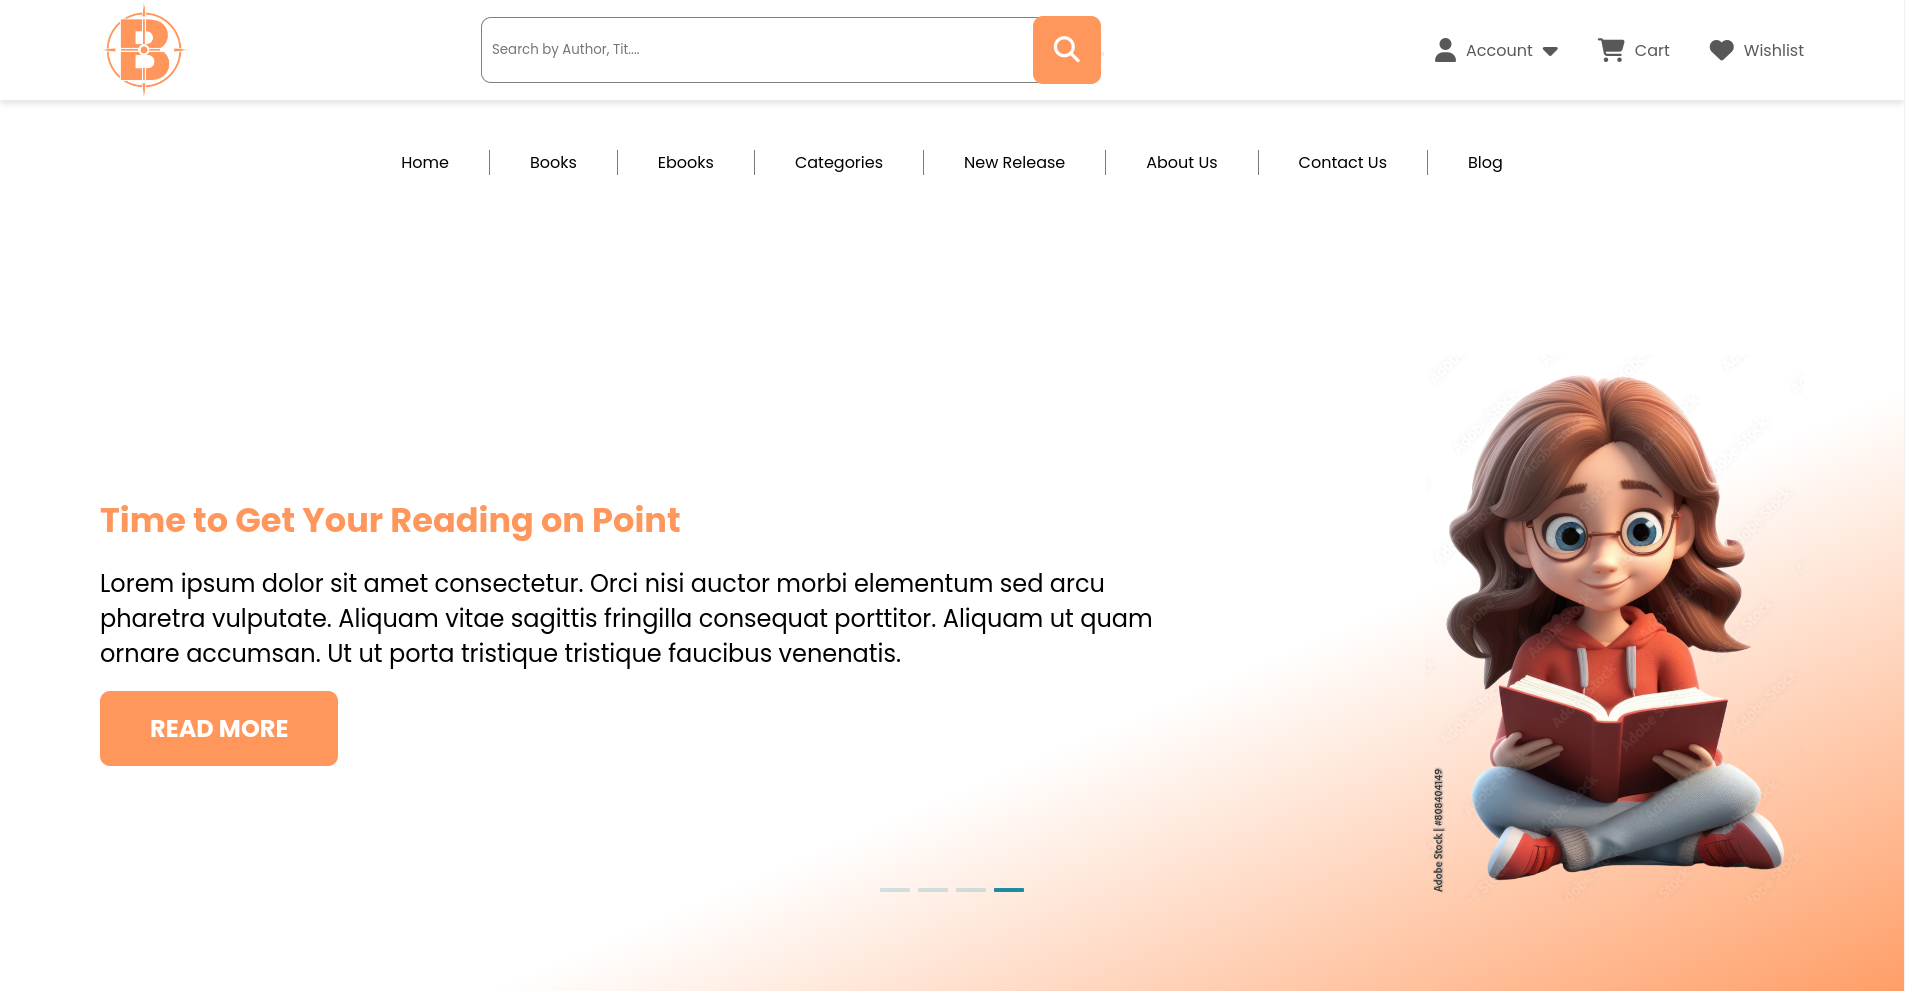 B
Search by Author, Tit....
Account
Cart
Wishlist
Home
Books
Ebooks
Categories
New Release
About Us
Contact Us
Blog
Time to Get Your Reading on Point
Lorem ipsum dolor sit amet consectetur. Orci nisi auctor morbi elementum sed arcu
pharetra vulputate. Aliquam vitae sagittis fringilla consequat porttitor. Aliquam ut quam
ornare accumsan. Ut ut porta tristique tristique faucibus venenatis.
READ MORE
Adobe Stock | #808404149